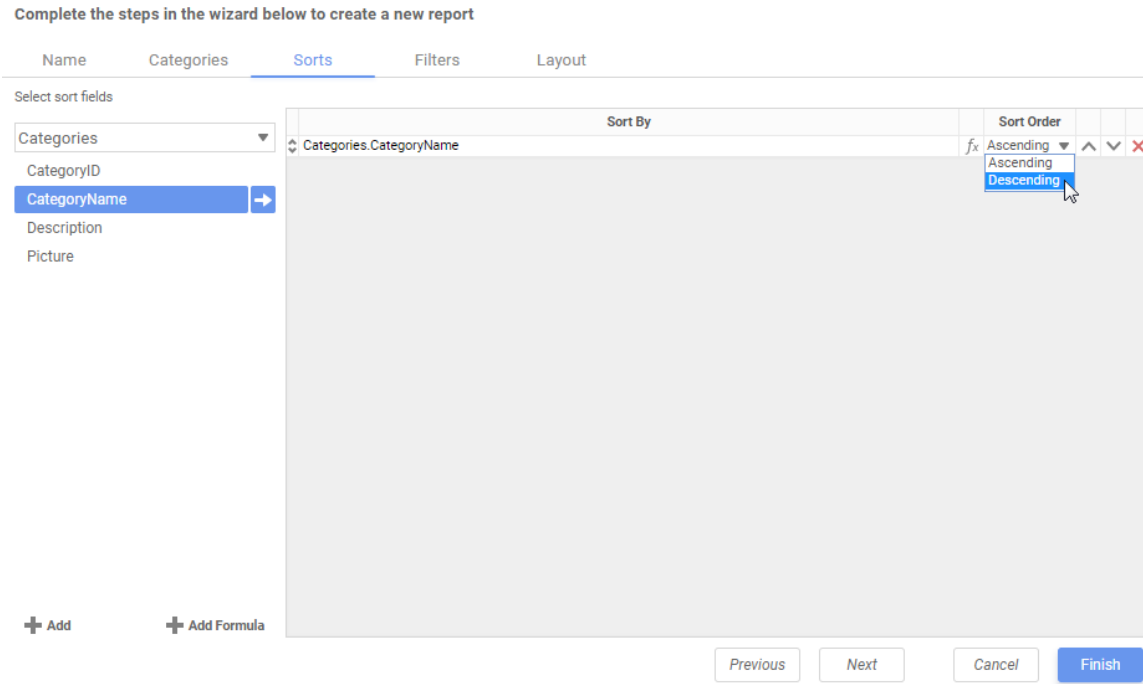 Complete the steps in the wizard below to create a new report
Name Categories Sorts Filters Layout
Select sort fields
Categories
CategoryID
CategoryName
Description
Picture
Sort By Sort Order
Categories.CategoryName fx Ascending
Ascending
Descending
Add Add Formula
Previous Next Cancel Finish